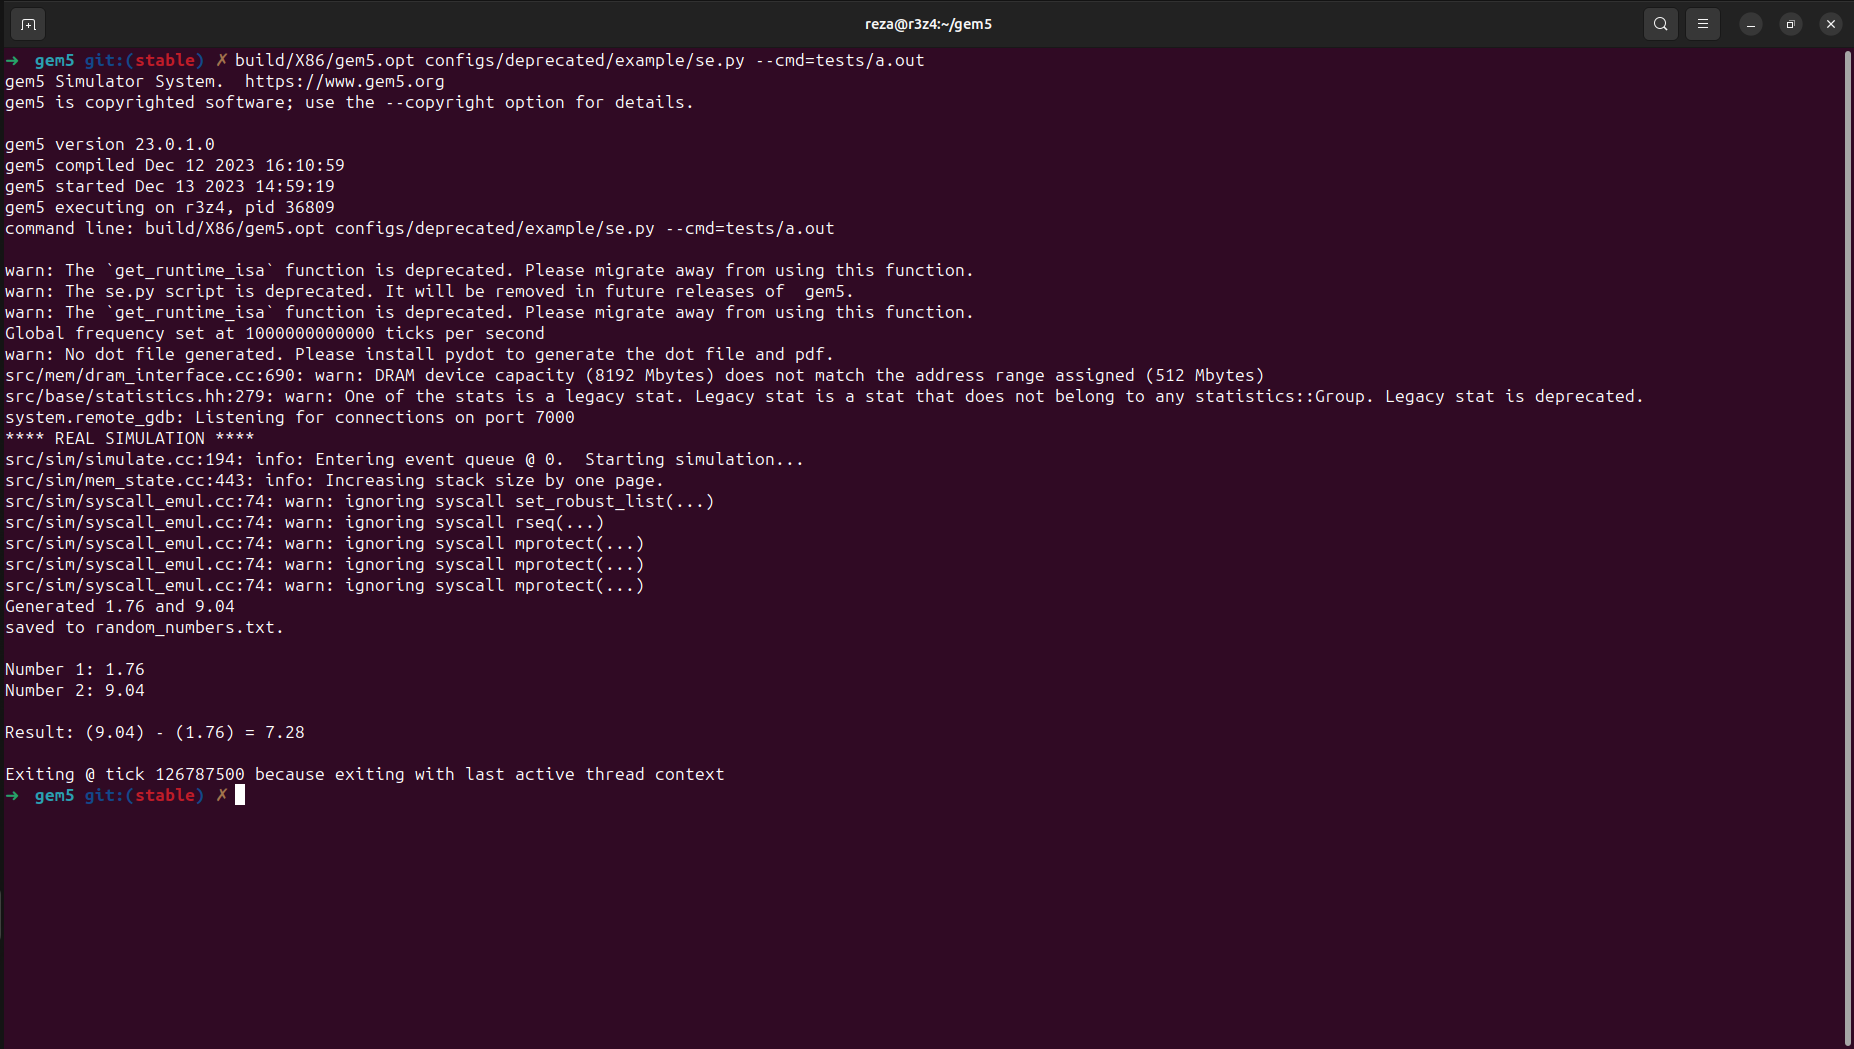 reza@r3z4:~/gem5
➜  gem5 git:(stable) ✗ build/X86/gem5.opt configs/deprecated/example/se.py --cmd=tests/a.out
gem5 Simulator System.  https://www.gem5.org
gem5 is copyrighted software; use the --copyright option for details.

gem5 version 23.0.1.0
gem5 compiled Dec 12 2023 16:10:59
gem5 started Dec 13 2023 14:59:19
gem5 executing on r3z4, pid 36809
command line: build/X86/gem5.opt configs/deprecated/example/se.py --cmd=tests/a.out

warn: The `get_runtime_isa` function is deprecated. Please migrate away from using this function.
warn: The se.py script is deprecated. It will be removed in future releases of  gem5.
warn: The `get_runtime_isa` function is deprecated. Please migrate away from using this function.
Global frequency set at 1000000000000 ticks per second
warn: No dot file generated. Please install pydot to generate the dot file and pdf.
src/mem/dram_interface.cc:690: warn: DRAM device capacity (8192 Mbytes) does not match the address range assigned (512 Mbytes)
src/base/statistics.hh:279: warn: One of the stats is a legacy stat. Legacy stat is a stat that does not belong to any statistics::Group. Legacy stat is deprecated.
system.remote_gdb: Listening for connections on port 7000
**** REAL SIMULATION ****
src/sim/simulate.cc:194: info: Entering event queue @ 0.  Starting simulation...
src/sim/mem_state.cc:443: info: Increasing stack size by one page.
src/sim/syscall_emul.cc:74: warn: ignoring syscall set_robust_list(...)
src/sim/syscall_emul.cc:74: warn: ignoring syscall rseq(...)
src/sim/syscall_emul.cc:74: warn: ignoring syscall mprotect(...)
src/sim/syscall_emul.cc:74: warn: ignoring syscall mprotect(...)
src/sim/syscall_emul.cc:74: warn: ignoring syscall mprotect(...)
Generated 1.76 and 9.04
saved to random_numbers.txt.

Number 1: 1.76
Number 2: 9.04

Result: (9.04) - (1.76) = 7.28

Exiting @ tick 126787500 because exiting with last active thread context
➜  gem5 git:(stable) ✗